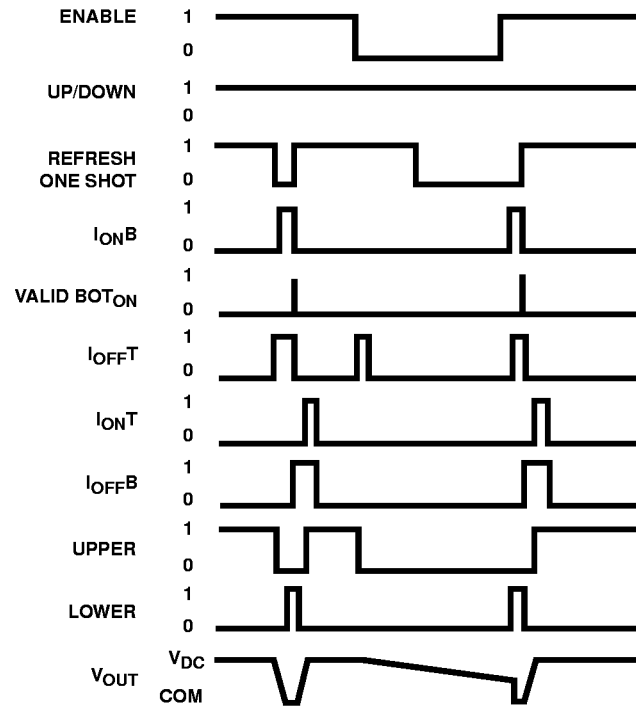 ENABLE 1
0
UP/DOWN 1
0
REFRESH 1
ONE SHOT 0
IONB 1
0
VALID BOTON 1
0
IOFFT 1
0
IONT 1
0
IOFFB 1
0
UPPER 1
0
LOWER 1
0
VOUT VDC
COM